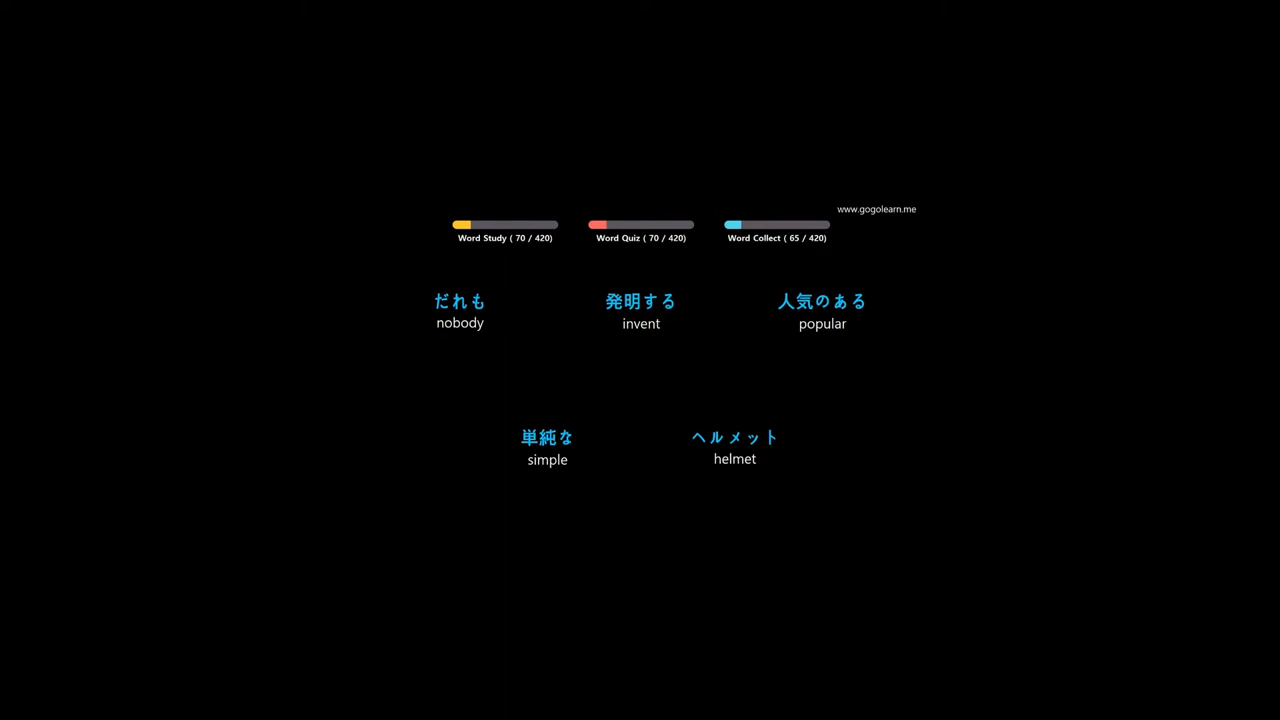 www.gogolearn.me
Word Study ( 70 / 420) Word Quiz ( 70 / 420) Word Collect ( 65 / 420)
だれも 発明する 人気のある
nobody invent popular
単純な ヘルメット
simple helmet